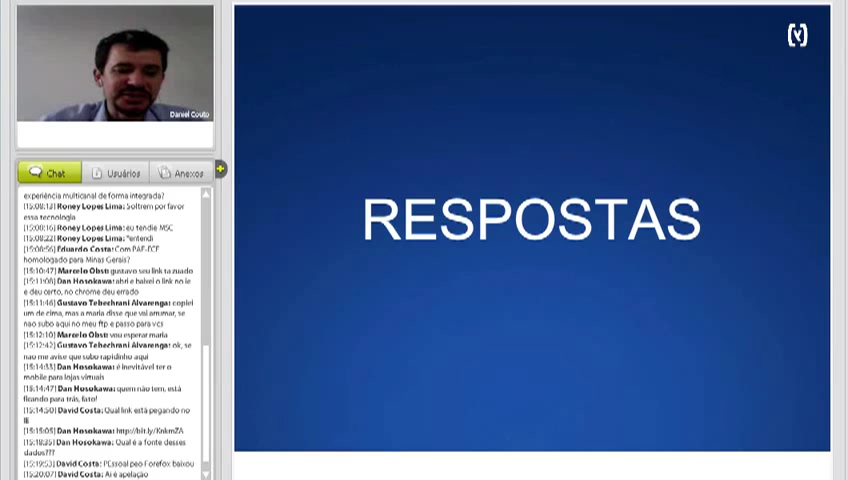 Daniel Couto
RESPOSTAS
Chat
Usuários
Anexos
experiência multicanal de forma integrada?
[15:08:13] Roney Lopes Lima: Soltrem por favor
essa tecnologia
[15:08:16] Roney Lopes Lima: eu tendie MSC
[15:08:22] Roney Lopes Lima: *entendi
Eduardo Costa: Com PAF-ECF
homologado para Minas Gerais?
[15:10:47] Marcelo Obst: gustavo seu link ta zuado
[15:11:08] Dan Hosokawa: abri e baixei o link no ie
e deu certo, no chrome deu errado
[15:11:46] Gustavo Tebechrani Alvarenga: copiei
um de cima, mas a maria disse que vai arrumar, se
nao subo aqui no meu ftp e passo para vcs
[15:12:10] Marcelo Obst: vou esperar maria
[15:12:42] Gustavo Tebechrani Alvarenga: ok, se
nao me avise que subo rapidinho aqui
[15:14:33] Dan Hosokawa: é inevitável ter o
mobile para lojas virtuais
[15:14:47] Dan Hosokawa: quem não tem, está
ficando para trás, fato!
[15:14:50] David Costa: Qual link está pegando no
IE
[15:15:05] Dan Hosokawa: http://bit.ly/KnkmZA
[15:18:35] Dan Hosokawa: Qual é a fonte desses
dados???
[15:19:53] David Costa: PEssoal peo Forefox baixou
[15:20:07] David Costa: Ai é apelação